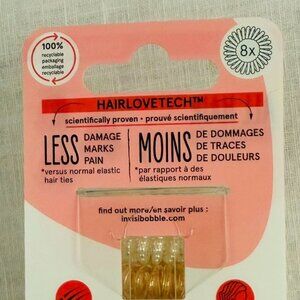 100%
recyclable
packaging
emballage
recyclable
8x
HAIRLOVETECH™
scientifically proven • prouvé scientifiquement
LESS DAMAGE
MARKS
PAIN
*versus normal elastic
hair ties
MOINS DE DOMMAGES
DE TRACES
DE DOULEURS
*par rapport à des
élastiques normaux
find out more/en savoir plus :
invisibobble.com